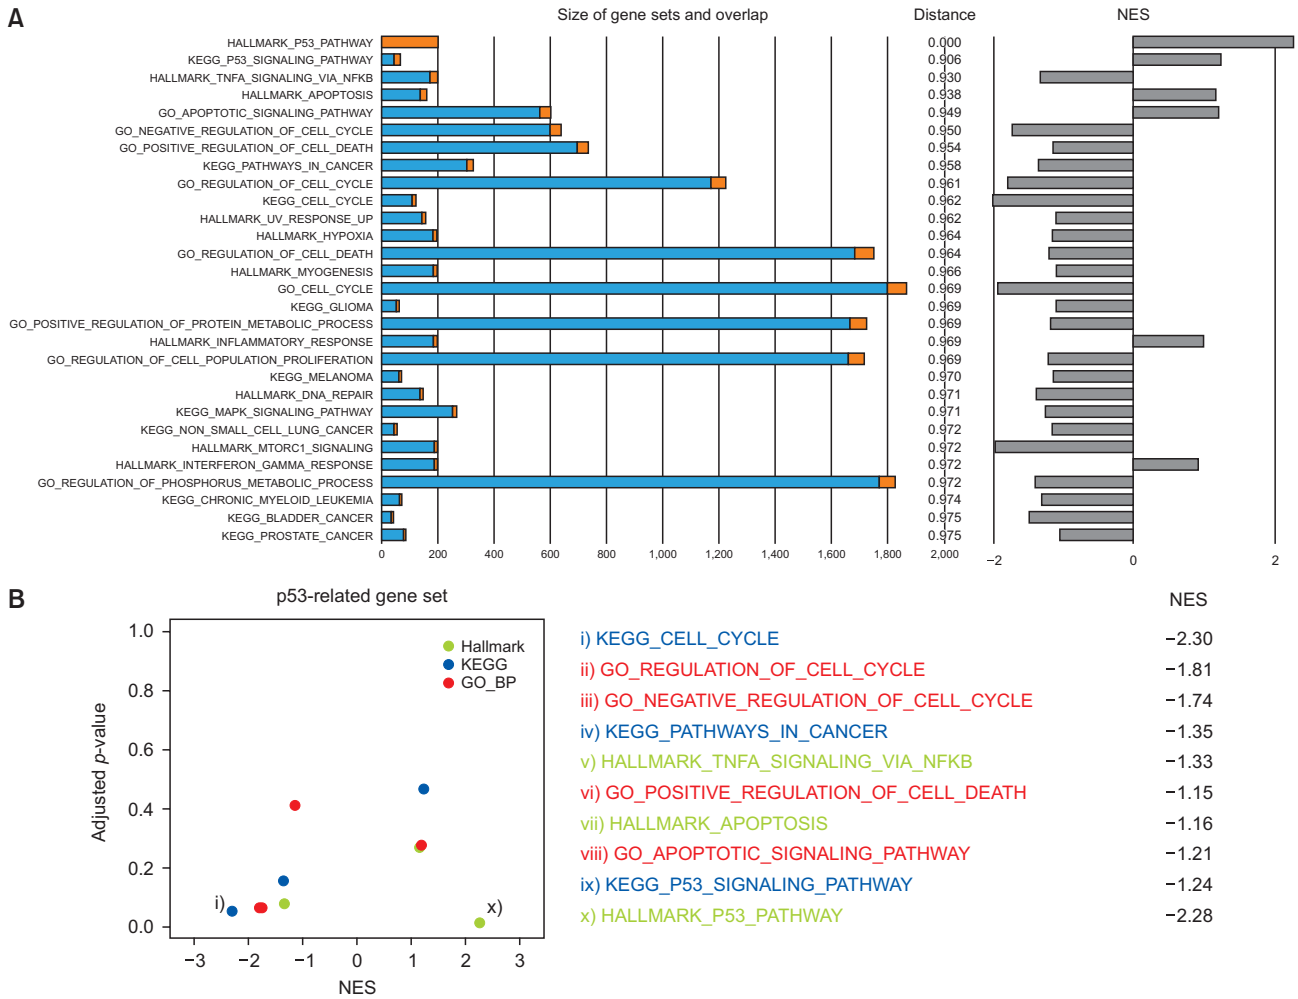 A
Size of gene sets and overlap Distance NES
HALLMARK_P53_PATHWAY 0.000
KEGG_P53_SIGNALING_PATHWAY 0.906
HALLMARK_TNFA_SIGNALING_VIA_NFKB 0.930
HALLMARK_APOPTOSIS 0.938
GO_APOPTOTIC_SIGNALING_PATHWAY 0.949
GO_NEGATIVE_REGULATION_OF_CELL_CYCLE 0.950
GO_POSITIVE_REGULATION_OF_CELL_DEATH 0.954
KEGG_PATHWAYS_IN_CANCER 0.958
GO_REGULATION_OF_CELL_CYCLE 0.961
KEGG_CELL_CYCLE 0.962
HALLMARK_UV_RESPONSE_UP 0.962
HALLMARK_HYPOXIA 0.964
GO_REGULATION_OF_CELL_DEATH 0.964
HALLMARK_MYOGENESIS 0.966
GO_CELL_CYCLE 0.969
KEGG_GLIOMA 0.969
GO_POSITIVE_REGULATION_OF_PROTEIN_METABOLIC_PROCESS 0.969
HALLMARK_INFLAMMATORY_RESPONSE 0.969
GO_REGULATION_OF_CELL_POPULATION_PROLIFERATION 0.969
KEGG_MELANOMA 0.970
HALLMARK_DNA_REPAIR 0.971
KEGG_MAPK_SIGNALING_PATHWAY 0.971
KEGG_NON_SMALL_CELL_LUNG_CANCER 0.972
HALLMARK_MTORC1_SIGNALING 0.972
HALLMARK_INTERFERON_GAMMA_RESPONSE 0.972
GO_REGULATION_OF_PHOSPHORUS_METABOLIC_PROCESS 0.972
KEGG_CHRONIC_MYELOID_LEUKEMIA 0.974
KEGG_BLADDER_CANCER 0.975
KEGG_PROSTATE_CANCER 0.975
0 200 400 600 800 1,000 1,200 1,400 1,600 1,800 2,000 −2 0 2
B
p53-related gene set
Adjusted p-value
1.0
0.8
0.6
0.4
0.2
0.0
Hallmark
KEGG
GO_BP
i)
x)
−3 −2 −1 0 1 2 3
NES
NES
i) KEGG_CELL_CYCLE −2.30
ii) GO_REGULATION_OF_CELL_CYCLE −1.81
iii) GO_NEGATIVE_REGULATION_OF_CELL_CYCLE −1.74
iv) KEGG_PATHWAYS_IN_CANCER −1.35
v) HALLMARK_TNFA_SIGNALING_VIA_NFKB −1.33
vi) GO_POSITIVE_REGULATION_OF_CELL_DEATH −1.15
vii) HALLMARK_APOPTOSIS −1.16
viii) GO_APOPTOTIC_SIGNALING_PATHWAY −1.21
ix) KEGG_P53_SIGNALING_PATHWAY −1.24
x) HALLMARK_P53_PATHWAY −2.28